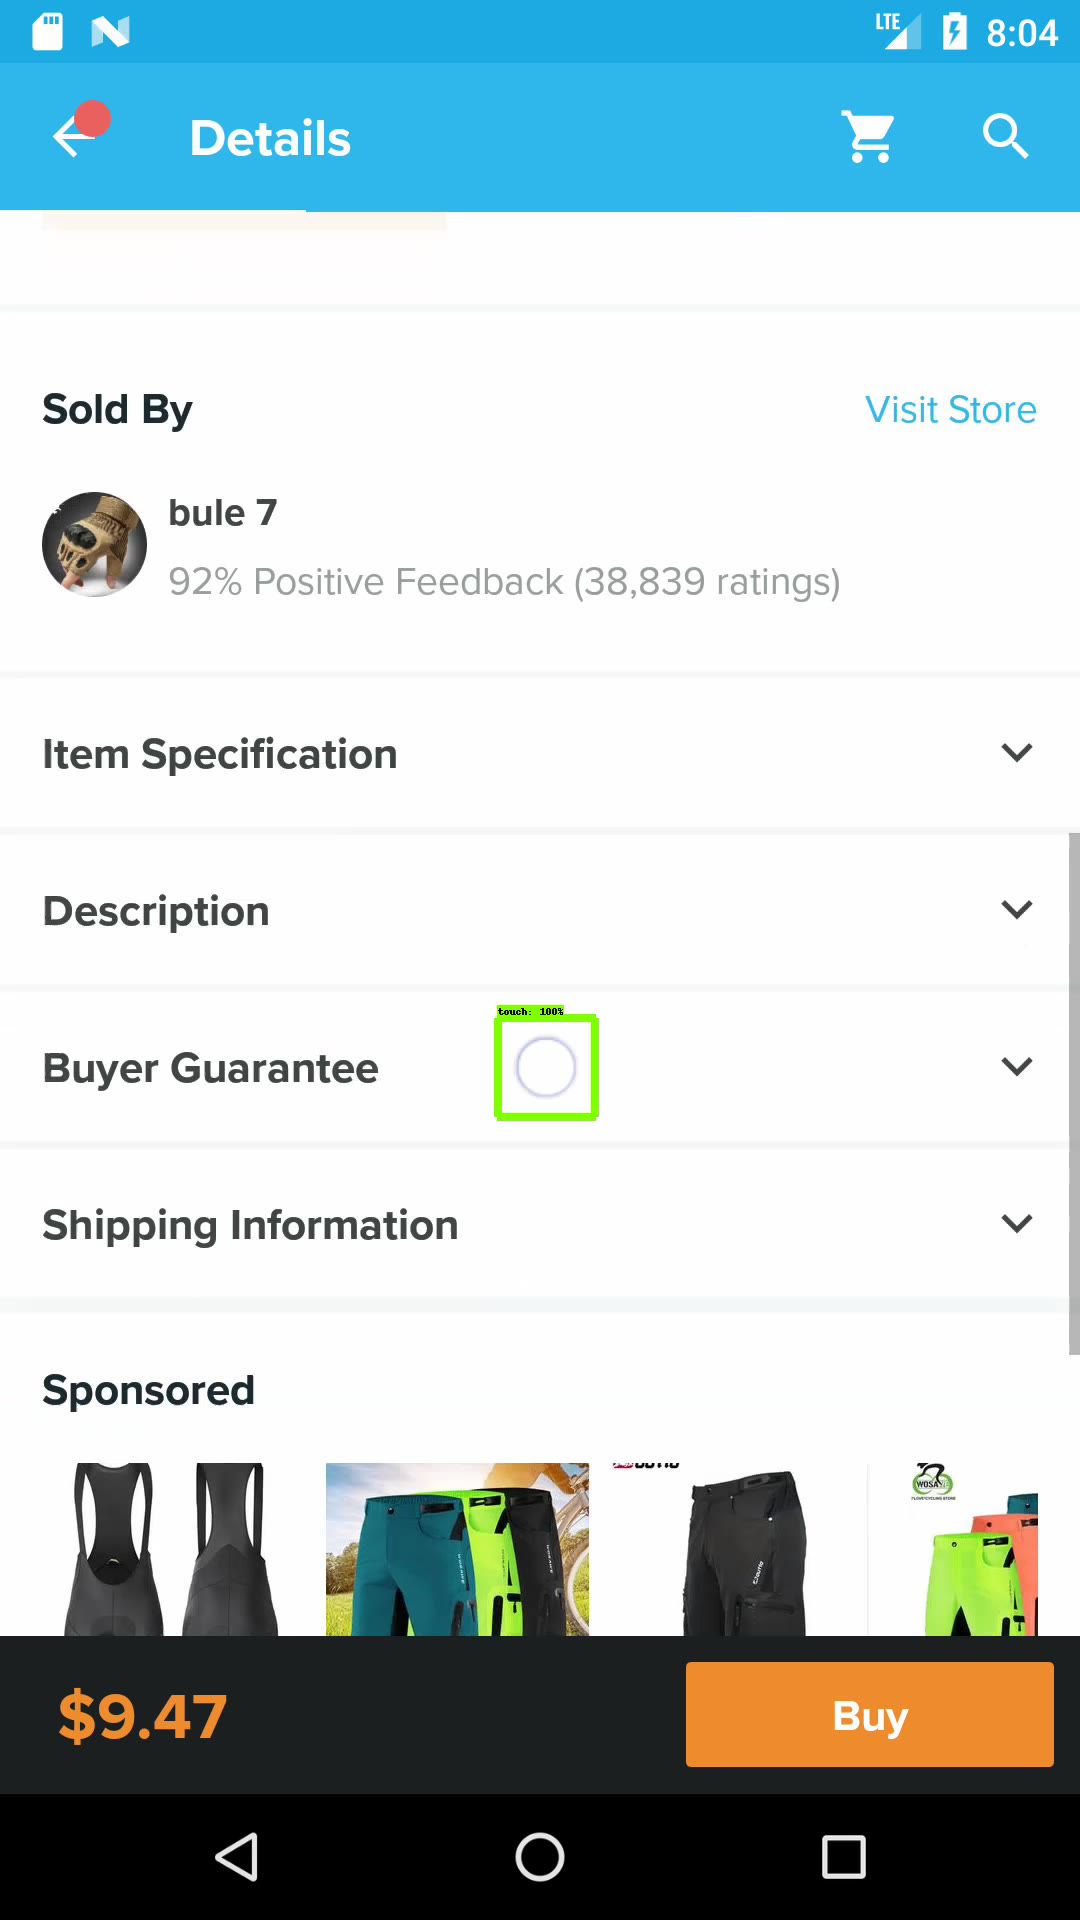 LTE 8:04
Details
Sold By
Visit Store
bule 7
92% Positive Feedback (38,839 ratings)
Item Specification
Description
touch: 100%
Buyer Guarantee
Shipping Information
Sponsored
$9.47
Buy